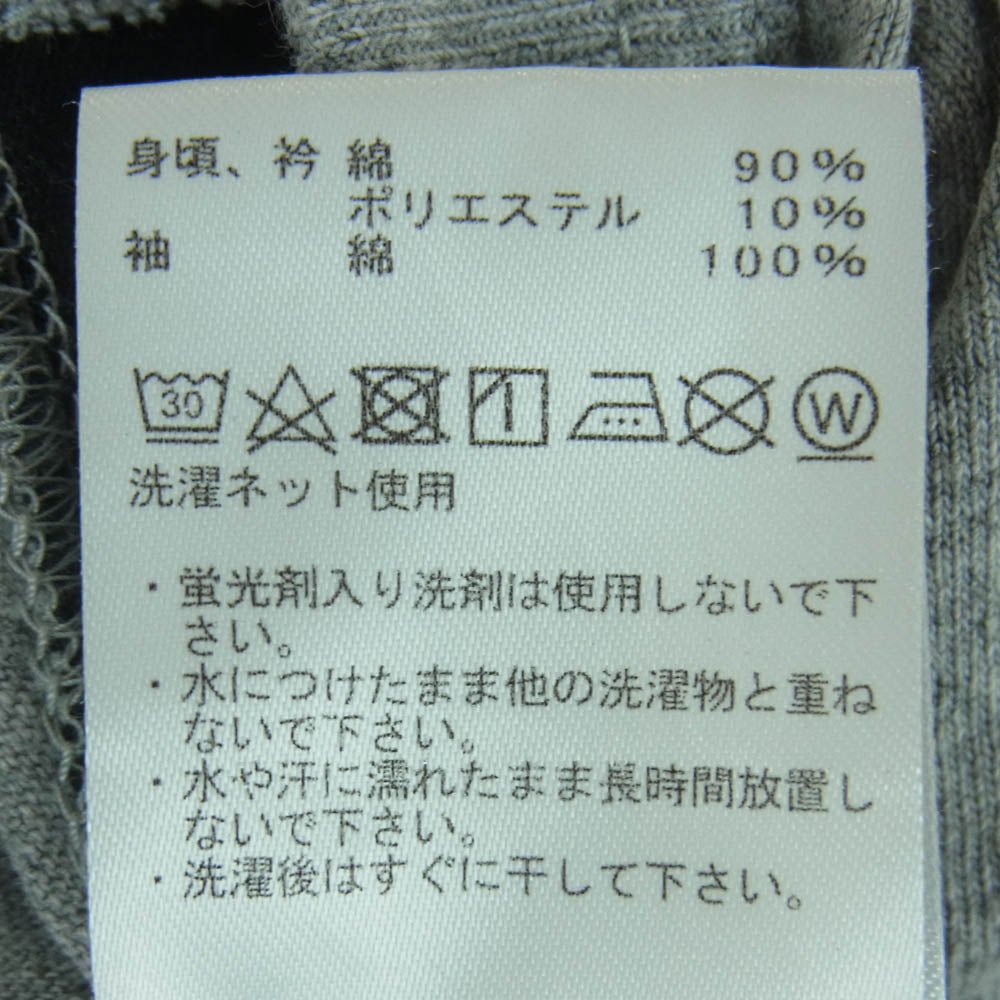 身頃、衿 綿 90%
ポリエステル 10%
袖 綿 100%
30 W
洗濯ネット使用
・蛍光剤入り洗剤は使用しないで下
さい。
・水につけたまま他の洗濯物と重ね
ないで下さい。
・水や汗に濡れたまま長時間放置し
ないで下さい。
・洗濯後はすぐに干して下さい。